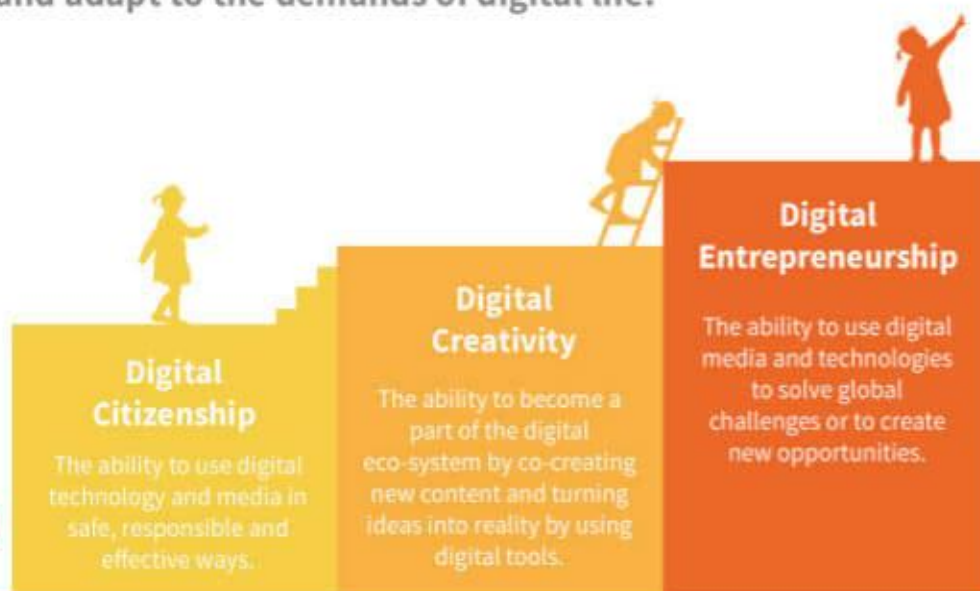 and adapt to the demands of digital life.
Digital
Citizenship
The ability to use digital
technology and media in
safe, responsible and
effective ways.
Digital
Creativity
The ability to become a
part of the digital
eco-system by co-creating
new content and turning
ideas into reality by using
digital tools.
Digital
Entrepreneurship
The ability to use digital
media and technologies
to solve global
challenges or to create
new opportunities.